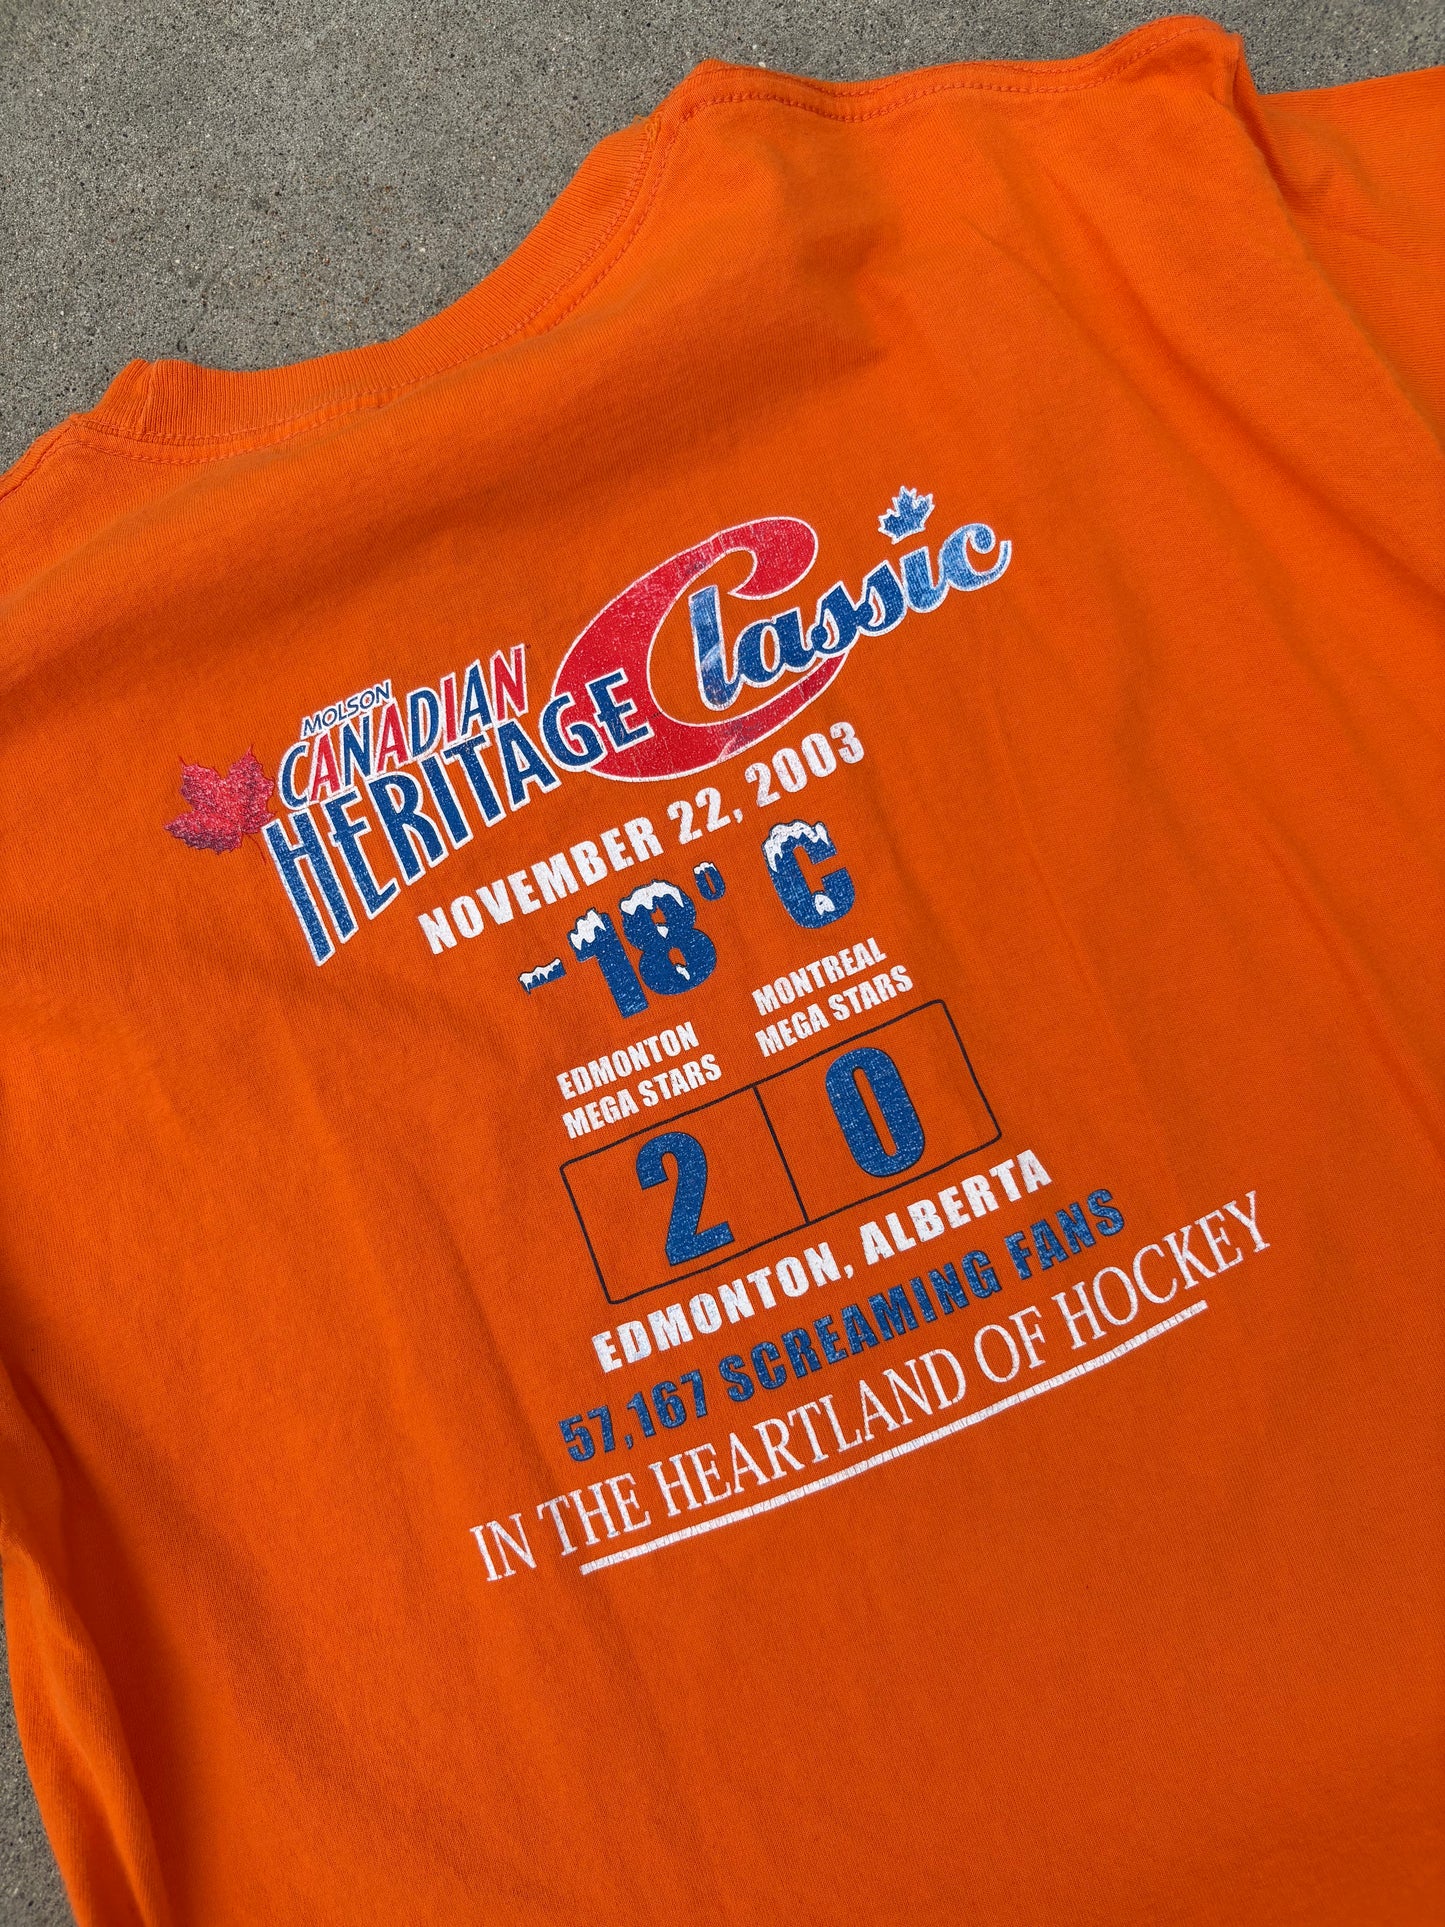 MOLSON
CANADIAN
HERITAGE Classic
NOVEMBER 22, 2003
-18° C
EDMONTON
MEGA STARS
MONTREAL
MEGA STARS
2 0
EDMONTON, ALBERTA
57,167 SCREAMING FANS
IN THE HEARTLAND OF HOCKEY